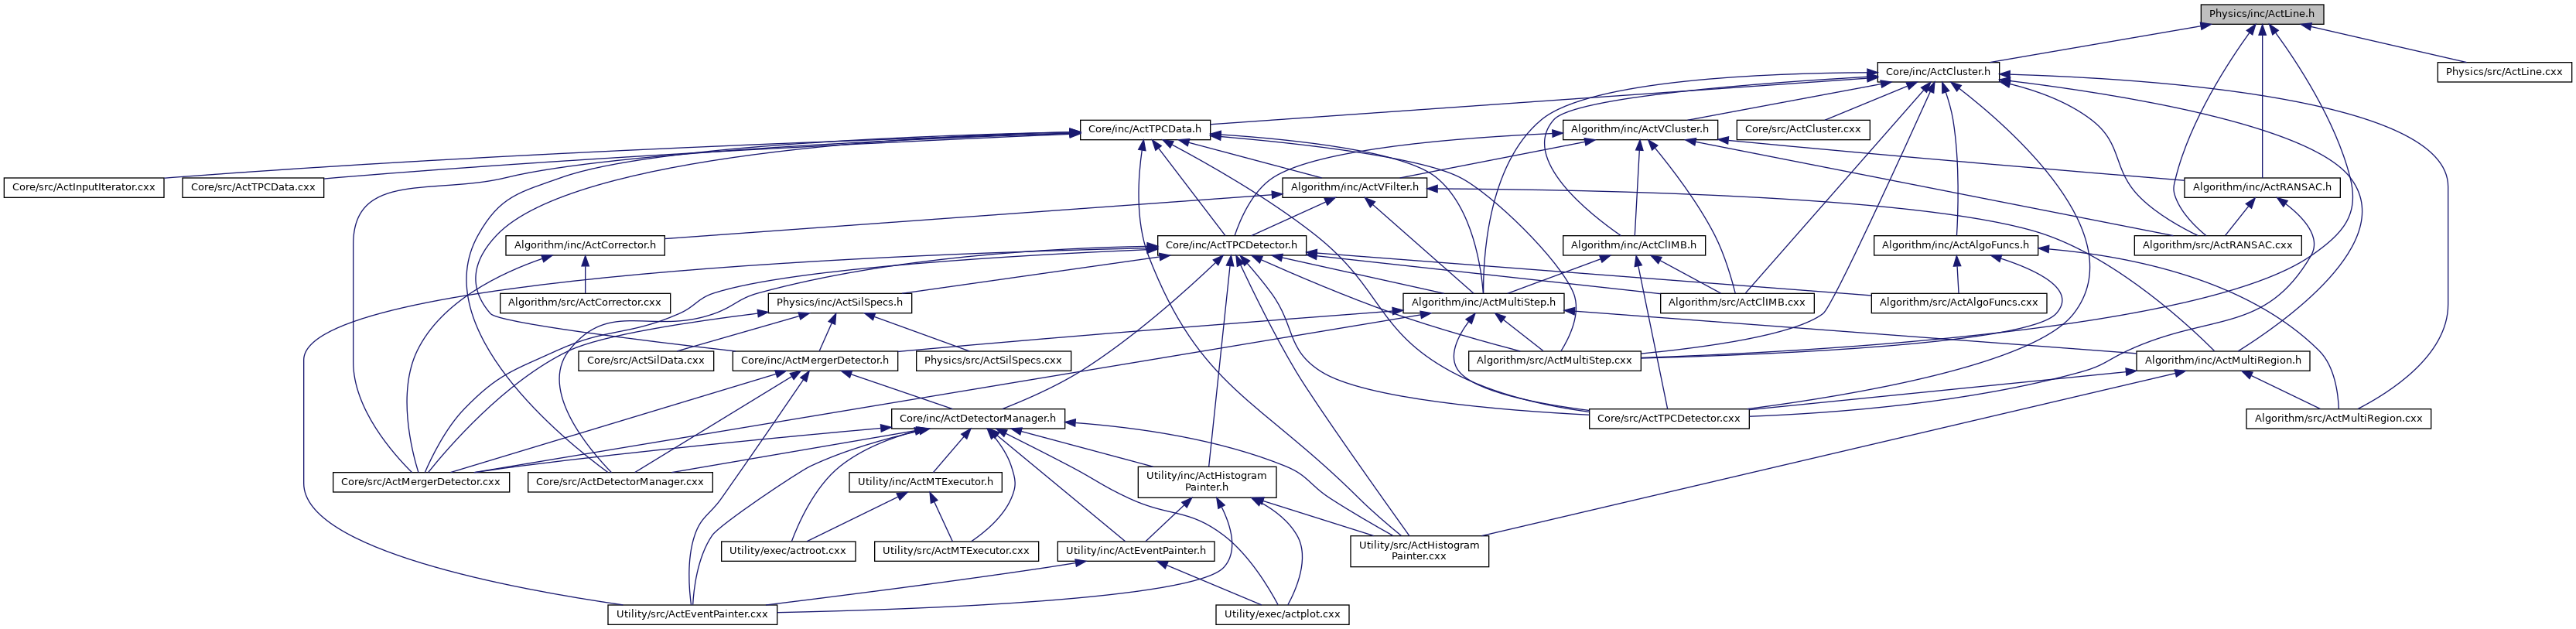 Physics/inc/ActLine.h
Core/inc/ActCluster.h
Physics/src/ActLine.cxx
Core/inc/ActTPCData.h
Algorithm/inc/ActVCluster.h
Core/src/ActCluster.cxx
Core/src/ActInputIterator.cxx
Core/src/ActTPCData.cxx
Algorithm/inc/ActVFilter.h
Algorithm/inc/ActRANSAC.h
Algorithm/inc/ActCorrector.h
Core/inc/ActTPCDetector.h
Algorithm/inc/ActClIMB.h
Algorithm/inc/ActAlgoFuncs.h
Algorithm/src/ActRANSAC.cxx
Algorithm/src/ActCorrector.cxx
Physics/inc/ActSilSpecs.h
Algorithm/inc/ActMultiStep.h
Algorithm/src/ActClIMB.cxx
Algorithm/src/ActAlgoFuncs.cxx
Core/src/ActSilData.cxx
Core/inc/ActMergerDetector.h
Physics/src/ActSilSpecs.cxx
Algorithm/src/ActMultiStep.cxx
Algorithm/inc/ActMultiRegion.h
Core/inc/ActDetectorManager.h
Core/src/ActTPCDetector.cxx
Algorithm/src/ActMultiRegion.cxx
Core/src/ActMergerDetector.cxx
Core/src/ActDetectorManager.cxx
Utility/inc/ActMTExecutor.h
Utility/inc/ActHistogram
Painter.h
Utility/exec/actroot.cxx
Utility/src/ActMTExecutor.cxx
Utility/inc/ActEventPainter.h
Utility/src/ActHistogram
Painter.cxx
Utility/src/ActEventPainter.cxx
Utility/exec/actplot.cxx